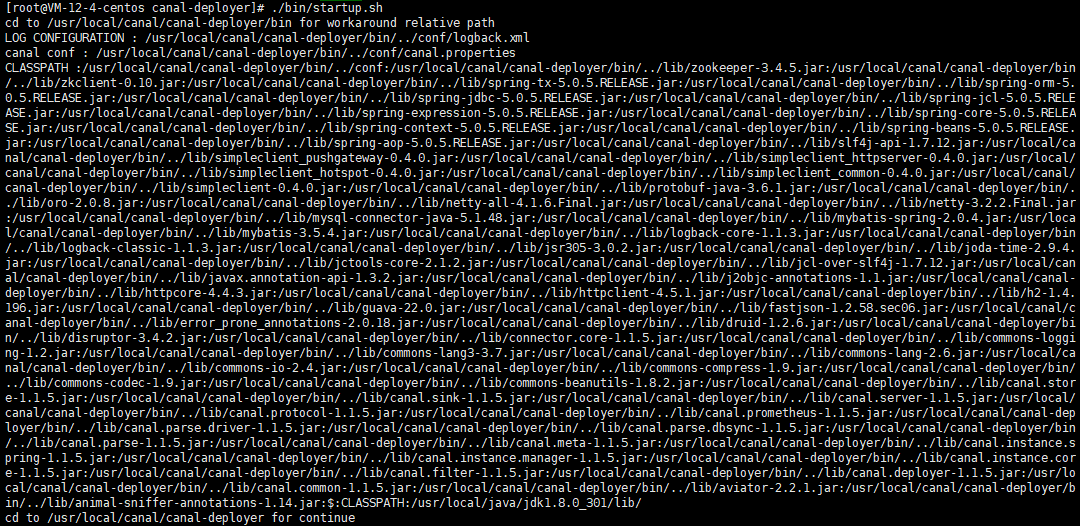 [root@VM-12-4-centos canal-deployer]# ./bin/startup.sh
cd to /usr/local/canal/canal-deployer/bin for workaround relative path
LOG CONFIGURATION : /usr/local/canal/canal-deployer/bin/../conf/logback.xml
canal conf : /usr/local/canal/canal-deployer/bin/../conf/canal.properties
CLASSPATH :/usr/local/canal/canal-deployer/bin/../conf:/usr/local/canal/canal-deployer/bin/../lib/zookeeper-3.4.5.jar:/usr/local/canal/canal-deployer/bin
/../lib/zkclient-0.10.jar:/usr/local/canal/canal-deployer/bin/../lib/spring-tx-5.0.5.RELEASE.jar:/usr/local/canal/canal-deployer/bin/../lib/spring-orm-5.
0.5.RELEASE.jar:/usr/local/canal/canal-deployer/bin/../lib/spring-jdbc-5.0.5.RELEASE.jar:/usr/local/canal/canal-deployer/bin/../lib/spring-jcl-5.0.5.RELE
ASE.jar:/usr/local/canal/canal-deployer/bin/../lib/spring-expression-5.0.5.RELEASE.jar:/usr/local/canal/canal-deployer/bin/../lib/spring-core-5.0.5.RELEA
SE.jar:/usr/local/canal/canal-deployer/bin/../lib/spring-context-5.0.5.RELEASE.jar:/usr/local/canal/canal-deployer/bin/../lib/spring-beans-5.0.5.RELEASE.
jar:/usr/local/canal/canal-deployer/bin/../lib/spring-aop-5.0.5.RELEASE.jar:/usr/local/canal/canal-deployer/bin/../lib/slf4j-api-1.7.12.jar:/usr/local/ca
nal/canal-deployer/bin/../lib/simpleclient_pushgateway-0.4.0.jar:/usr/local/canal/canal-deployer/bin/../lib/simpleclient_httpserver-0.4.0.jar:/usr/local/
canal/canal-deployer/bin/../lib/simpleclient_hotspot-0.4.0.jar:/usr/local/canal/canal-deployer/bin/../lib/simpleclient_common-0.4.0.jar:/usr/local/canal/
canal-deployer/bin/../lib/simpleclient-0.4.0.jar:/usr/local/canal/canal-deployer/bin/../lib/protobuf-java-3.6.1.jar:/usr/local/canal/canal-deployer/bin/.
./lib/oro-2.0.8.jar:/usr/local/canal/canal-deployer/bin/../lib/netty-all-4.1.6.Final.jar:/usr/local/canal/canal-deployer/bin/../lib/netty-3.2.2.Final.jar
:/usr/local/canal/canal-deployer/bin/../lib/mysql-connector-java-5.1.48.jar:/usr/local/canal/canal-deployer/bin/../lib/mybatis-spring-2.0.4.jar:/usr/loca
l/canal/canal-deployer/bin/../lib/mybatis-3.5.4.jar:/usr/local/canal/canal-deployer/bin/../lib/logback-core-1.1.3.jar:/usr/local/canal/canal-deployer/bin
/../lib/logback-classic-1.1.3.jar:/usr/local/canal/canal-deployer/bin/../lib/jsr305-3.0.2.jar:/usr/local/canal/canal-deployer/bin/../lib/joda-time-2.9.4.
jar:/usr/local/canal/canal-deployer/bin/../lib/jctools-core-2.1.2.jar:/usr/local/canal/canal-deployer/bin/../lib/jcl-over-slf4j-1.7.12.jar:/usr/local/can
al/canal-deployer/bin/../lib/javax.annotation-api-1.3.2.jar:/usr/local/canal/canal-deployer/bin/../lib/j2objc-annotations-1.1.jar:/usr/local/canal/canal-
deployer/bin/../lib/httpcore-4.4.3.jar:/usr/local/canal/canal-deployer/bin/../lib/httpclient-4.5.1.jar:/usr/local/canal/canal-deployer/bin/../lib/h2-1.4.
196.jar:/usr/local/canal/canal-deployer/bin/../lib/guava-22.0.jar:/usr/local/canal/canal-deployer/bin/../lib/fastjson-1.2.58.sec06.jar:/usr/local/canal/c
anal-deployer/bin/../lib/error_prone_annotations-2.0.18.jar:/usr/local/canal/canal-deployer/bin/../lib/druid-1.2.6.jar:/usr/local/canal/canal-deployer/bi
n/../lib/disruptor-3.4.2.jar:/usr/local/canal/canal-deployer/bin/../lib/connector.core-1.1.5.jar:/usr/local/canal/canal-deployer/bin/../lib/commons-loggi
ng-1.2.jar:/usr/local/canal/canal-deployer/bin/../lib/commons-lang3-3.7.jar:/usr/local/canal/canal-deployer/bin/../lib/commons-lang-2.6.jar:/usr/local/ca
nal/canal-deployer/bin/../lib/commons-io-2.4.jar:/usr/local/canal/canal-deployer/bin/../lib/commons-compress-1.9.jar:/usr/local/canal/canal-deployer/bin/
../lib/commons-codec-1.9.jar:/usr/local/canal/canal-deployer/bin/../lib/commons-beanutils-1.8.2.jar:/usr/local/canal/canal-deployer/bin/../lib/canal.stor
e-1.1.5.jar:/usr/local/canal/canal-deployer/bin/../lib/canal.sink-1.1.5.jar:/usr/local/canal/canal-deployer/bin/../lib/canal.server-1.1.5.jar:/usr/local/
canal/canal-deployer/bin/../lib/canal.protocol-1.1.5.jar:/usr/local/canal/canal-deployer/bin/../lib/canal.prometheus-1.1.5.jar:/usr/local/canal/canal-dep
loyer/bin/../lib/canal.parse.driver-1.1.5.jar:/usr/local/canal/canal-deployer/bin/../lib/canal.parse.dbsync-1.1.5.jar:/usr/local/canal/canal-deployer/bin
/../lib/canal.parse-1.1.5.jar:/usr/local/canal/canal-deployer/bin/../lib/canal.meta-1.1.5.jar:/usr/local/canal/canal-deployer/bin/../lib/canal.instance.s
pring-1.1.5.jar:/usr/local/canal/canal-deployer/bin/../lib/canal.instance.manager-1.1.5.jar:/usr/local/canal/canal-deployer/bin/../lib/canal.instance.cor
e-1.1.5.jar:/usr/local/canal/canal-deployer/bin/../lib/canal.filter-1.1.5.jar:/usr/local/canal/canal-deployer/bin/../lib/canal.deployer-1.1.5.jar:/usr/lo
cal/canal/canal-deployer/bin/../lib/canal.common-1.1.5.jar:/usr/local/canal/canal-deployer/bin/../lib/aviator-2.2.1.jar:/usr/local/canal/canal-deployer/b
in/../lib/animal-sniffer-annotations-1.14.jar:$:CLASSPATH:/usr/local/java/jdk1.8.0_301/lib/
cd to /usr/local/canal/canal-deployer for continue